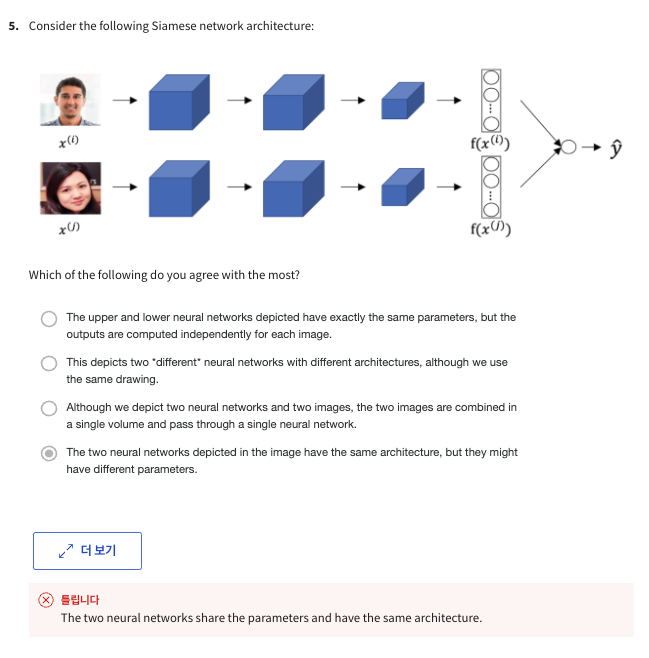 5. Consider the following Siamese network architecture:
x(i)
f(x(i))
ŷ
x(j)
f(x(j))
Which of the following do you agree with the most?
The upper and lower neural networks depicted have exactly the same parameters, but the
outputs are computed independently for each image.
This depicts two *different* neural networks with different architectures, although we use
the same drawing.
Although we depict two neural networks and two images, the two images are combined in
a single volume and pass through a single neural network.
The two neural networks depicted in the image have the same architecture, but they might
have different parameters.
더 보기
틀립니다
The two neural networks share the parameters and have the same architecture.